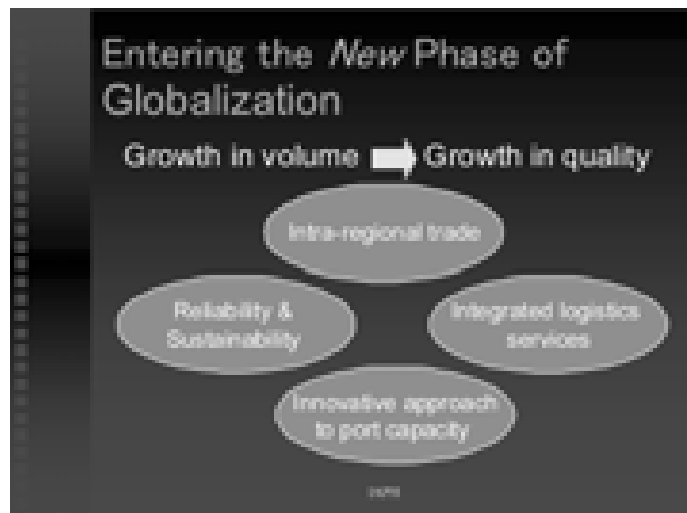 Entering the New Phase of
Globalization
Growth in volume Growth in quality
Intra-regional trade
Reliability &
Sustainability
Integrated logistics
services
Innovative approach
to port capacity